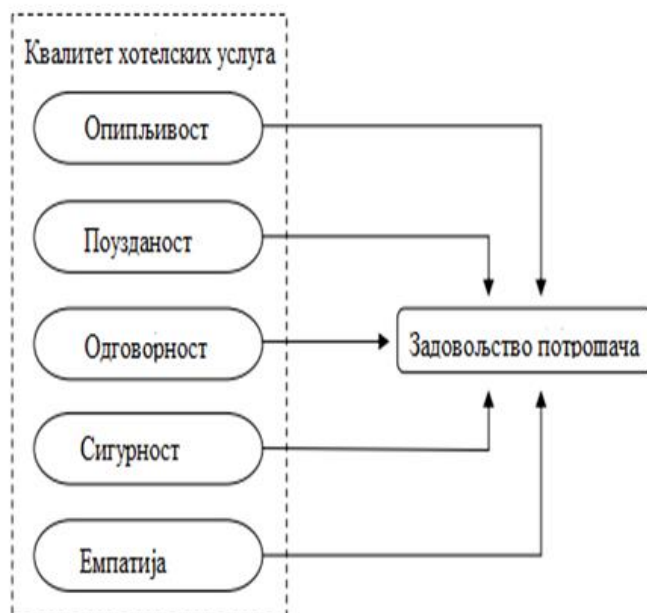 Квалитет хотелских услуга
Опипљивост
Поузданост
Одговорност
Задовољство потрошача
Сигурност
Емпатија